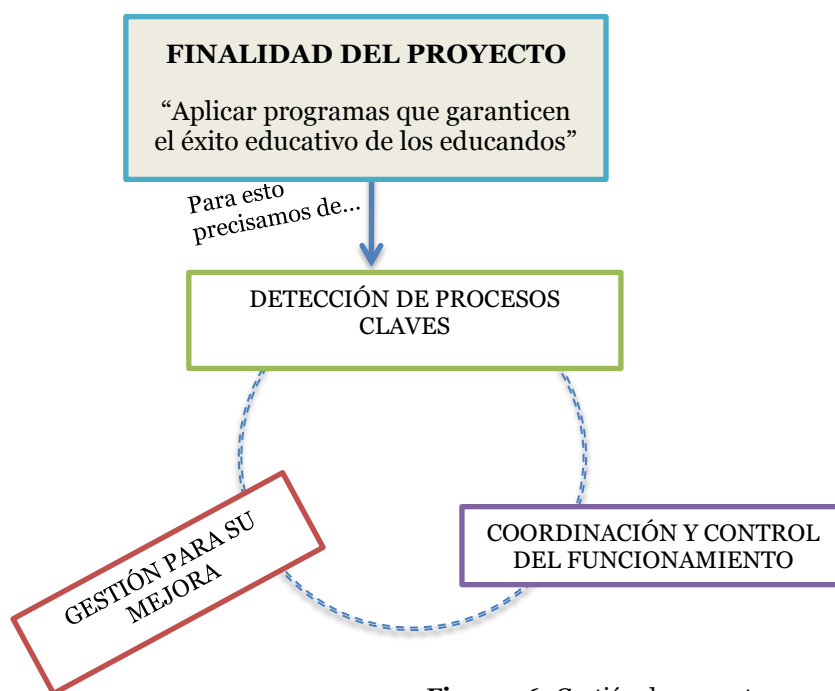 FINALIDAD DEL PROYECTO
“Aplicar programas que garanticen
el éxito educativo de los educandos”
Para esto
precisamos de...
DETECCIÓN DE PROCESOS
CLAVES
GESTIÓN PARA SU
MEJORA
COORDINACIÓN Y CONTROL
DEL FUNCIONAMIENTO